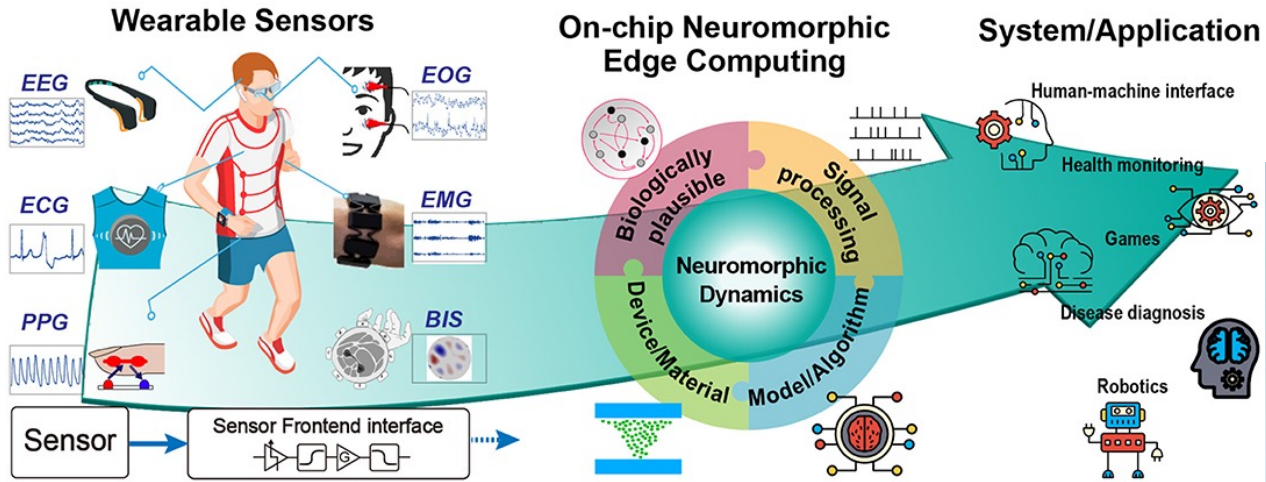 Wearable Sensors
EEG
EOG
ECG
EMG
PPG
BIS
Sensor
Sensor Frontend interface
G
On-chip Neuromorphic
Edge Computing
Biologically
plausible
Signal
processing
Neuromorphic
Dynamics
Device/Material
Model/Algorithm
System/Application
Human-machine interface
Health monitoring
Games
Disease diagnosis
Robotics